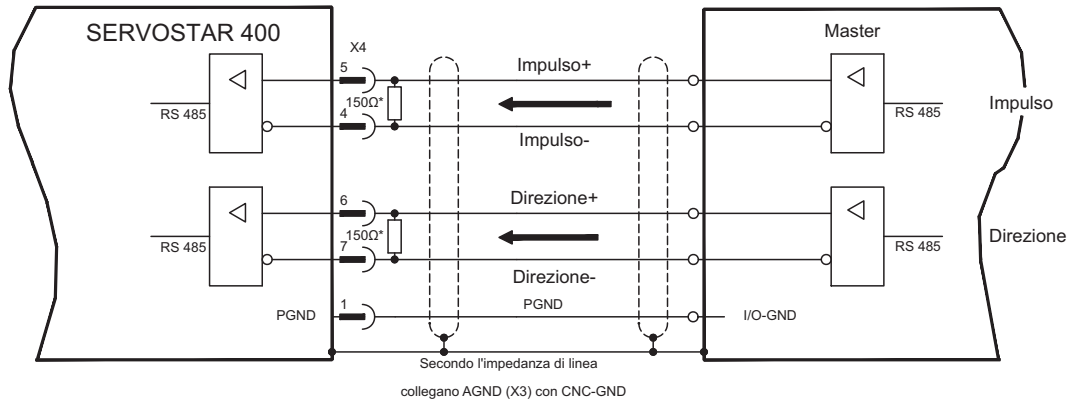 SERVOSTAR 400
Master
X4
5
Impulso+
150Ω*
RS 485
RS 485
Impulso
4
Impulso-
6
Direzione+
150Ω*
RS 485
RS 485
Direzione
7
Direzione-
PGND
1
PGND
I/O-GND
Secondo l'impedanza di linea
collegano AGND (X3) con CNC-GND